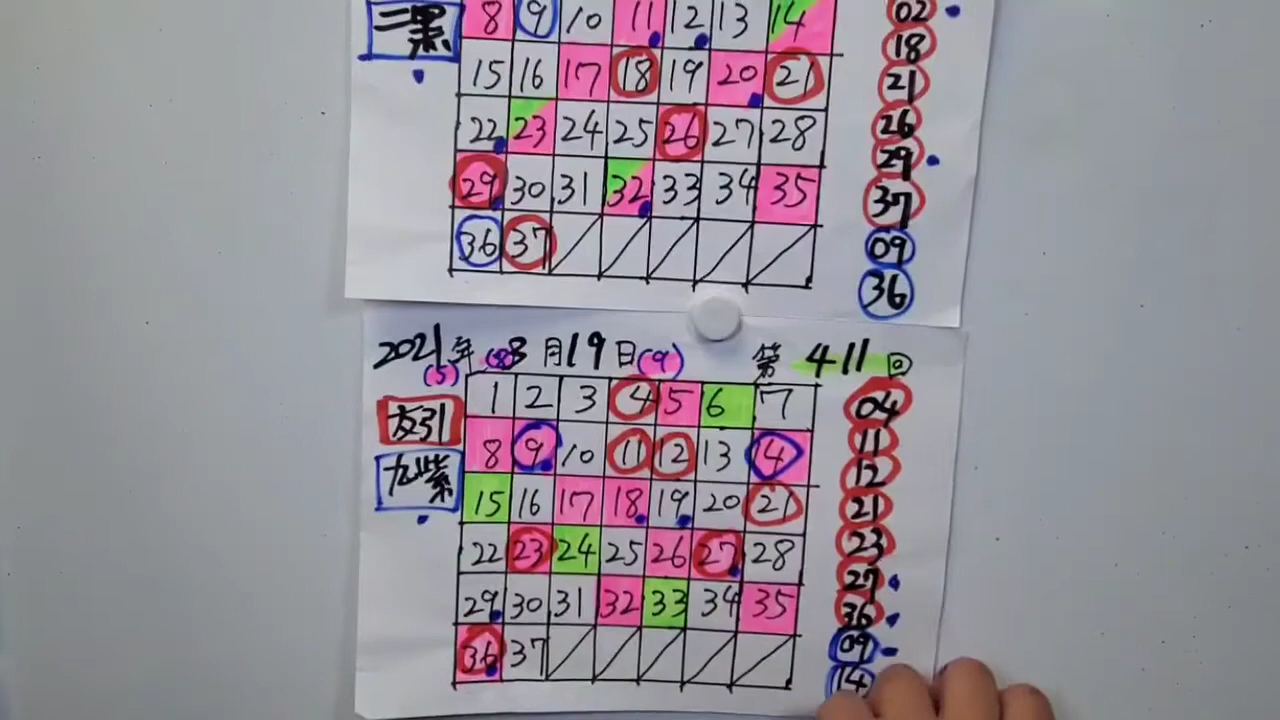 02
二黒 8 9 10 11 12 13 14
18
15 16 17 18 19 20 21
21
22 23 24 25 26 27 28
26
29
29 30 31 32 33 34 35
37
36 37
09
36
2021年 3月19日 第411回
(5) (8) (9)
1 2 3 4 5 6 7
04
友引
8 9 10 11 12 13 14
11
12
九紫
15 16 17 18 19 20 21
21
22 23 24 25 26 27 28
23
27
29 30 31 32 33 34 35
36
36 37
09
14